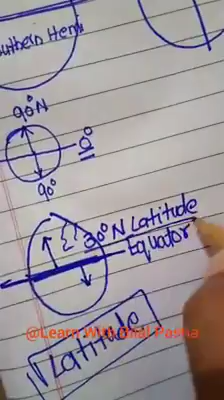 Southern Hemi
90°N
0°
90°
30°N Latitude
Equator
@Learn With Bilal Pasha
Latitude